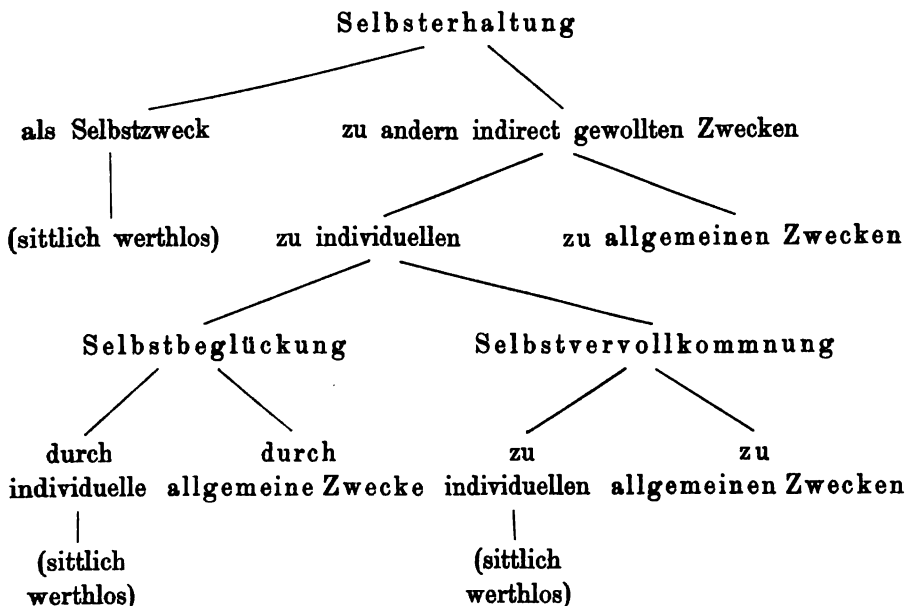 Selbsterhaltung
als Selbstzweck zu andern indirect gewollten Zwecken
(sittlich werthlos) zu individuellen zu allgemeinen Zwecken
Selbstbeglückung Selbstvervollkommnung
durch durch zu zu
individuelle allgemeine Zwecke individuellen allgemeinen Zwecken
(sittlich (sittlich
werthlos) werthlos)